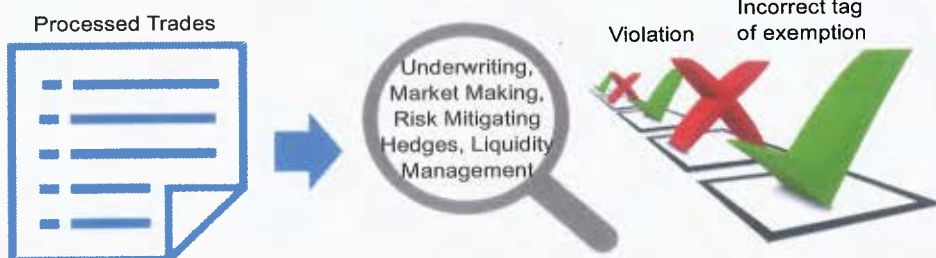 Processed Trades
Underwriting,
Market Making,
Risk Mitigating
Hedges, Liquidity
Management
Violation
Incorrect tag
of exemption